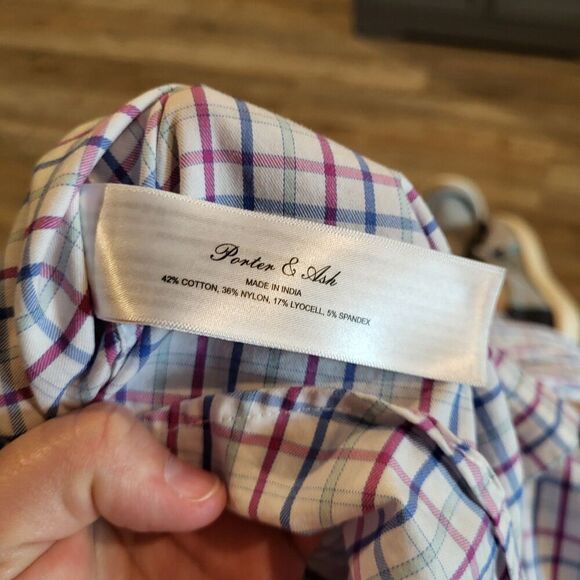 Porter & Ash
MADE IN INDIA
42% COTTON, 36% NYLON, 17% LYOCELL, 5% SPANDEX